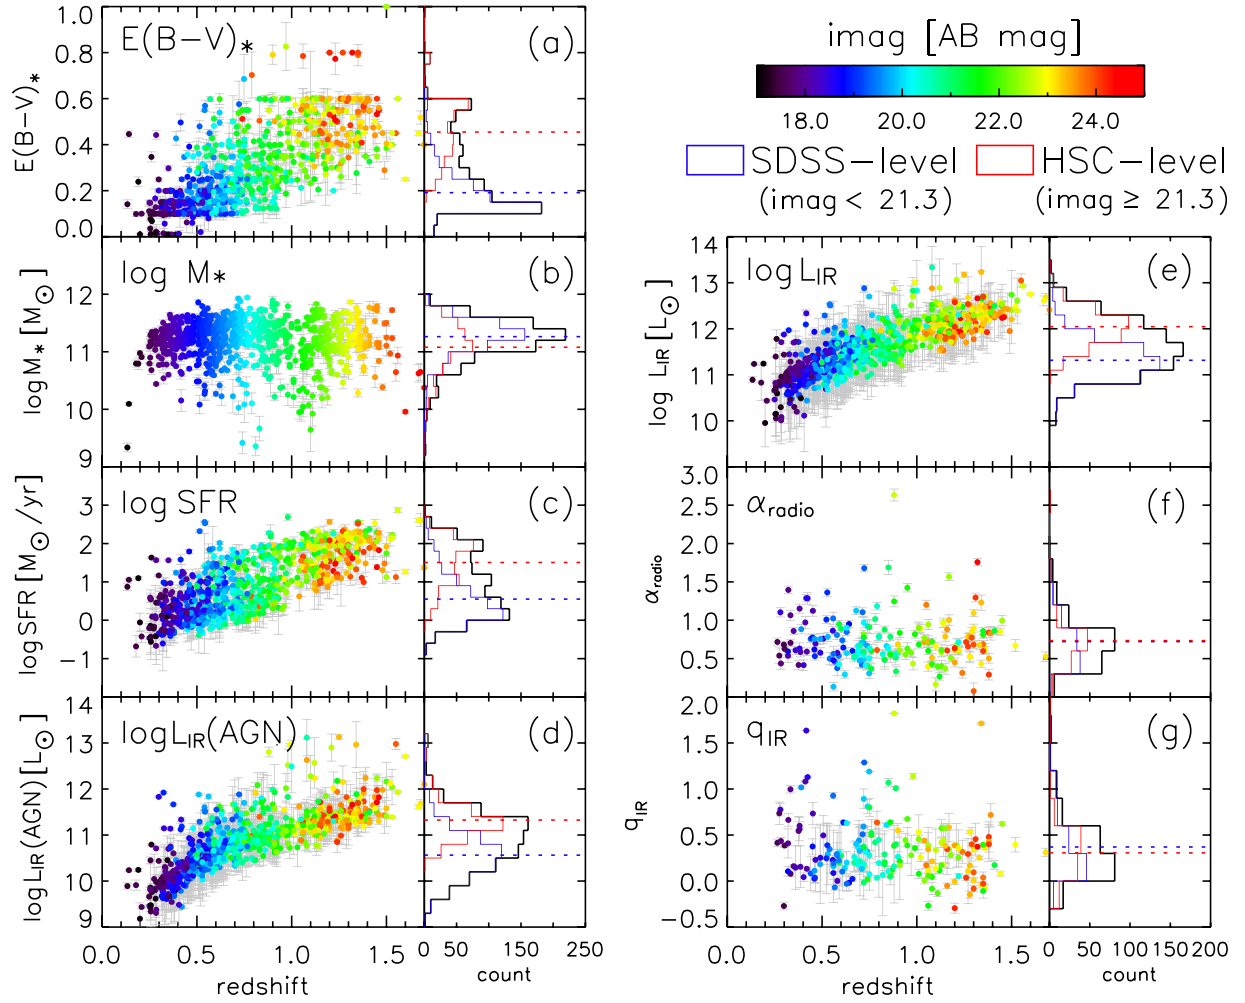 E(B−V)*
(a)
E(B−V)*
1.0
0.8
0.6
0.4
0.2
0.0
imag [AB mag]
18.0 20.0 22.0 24.0
SDSS−level
(imag < 21.3)
HSC−level
(imag ≥ 21.3)
log M*
(b)
log M* [M⊙]
12
11
10
9
log LIR
(e)
log LIR [L⊙]
14
13
12
11
10
log SFR
(c)
log SFR [M⊙/yr]
3
2
1
0
−1
αradio
(f)
αradio
3.0
2.5
2.0
1.5
1.0
0.5
log LIR(AGN)
(d)
log LIR(AGN) [L⊙]
14
13
12
11
10
9
qIR
(g)
qIR
2.0
1.5
1.0
0.5
0.0
−0.5
0.0 0.5 1.0 1.5
redshift
0 50 100 150 250
count
0.0 0.5 1.0 1.5
redshift
0 50 100 150 200
count